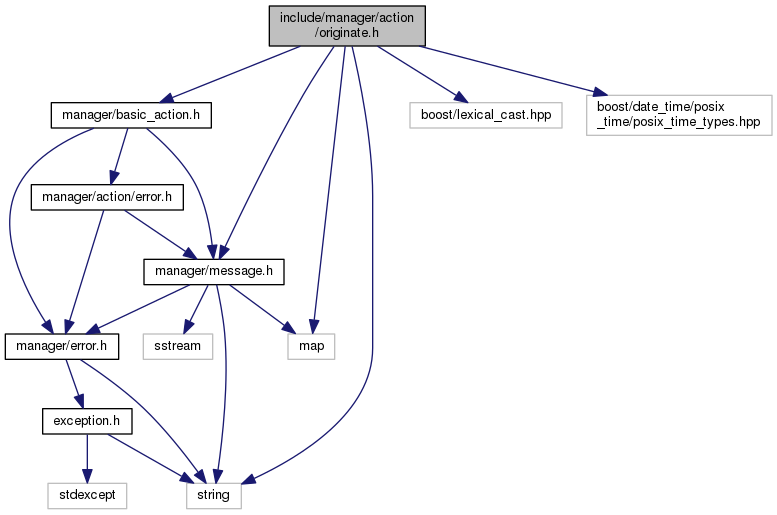 include/manager/action
/originate.h
manager/basic_action.h
boost/lexical_cast.hpp
boost/date_time/posix
_time/posix_time_types.hpp
manager/action/error.h
manager/message.h
manager/error.h
sstream
map
exception.h
stdexcept
string